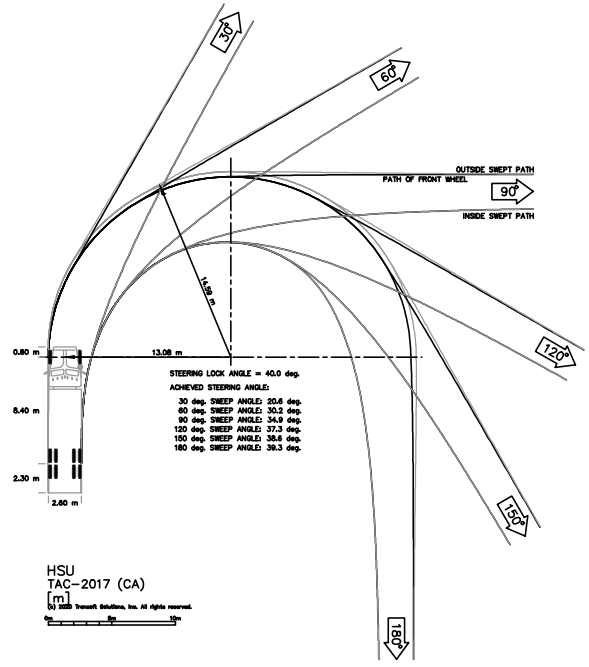 30°
60°
OUTSIDE SWEPT PATH
PATH OF FRONT WHEEL
90°
INSIDE SWEPT PATH
14.59 m
120°
0.80 m
13.08 m
STEERING LOCK ANGLE = 40.0 deg.
ACHIEVED STEERING ANGLE:
30 deg. SWEEP ANGLE: 20.6 deg.
60 deg. SWEEP ANGLE: 30.2 deg.
90 deg. SWEEP ANGLE: 34.9 deg.
120 deg. SWEEP ANGLE: 37.3 deg.
150 deg. SWEEP ANGLE: 38.6 deg.
180 deg. SWEEP ANGLE: 39.3 deg.
8.40 m
2.30 m
2.60 m
150°
HSU
TAC-2017 (CA)
[m]
(c) 2020 Transoft Solutions, Inc. All rights reserved.
0m 5m 10m
180°